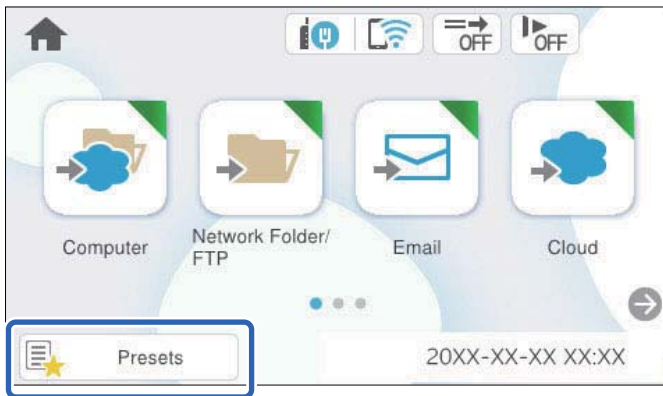 OFF
OFF
Computer
Network Folder/
FTP
Email
Cloud
Presets
20XX-XX-XX XX:XX